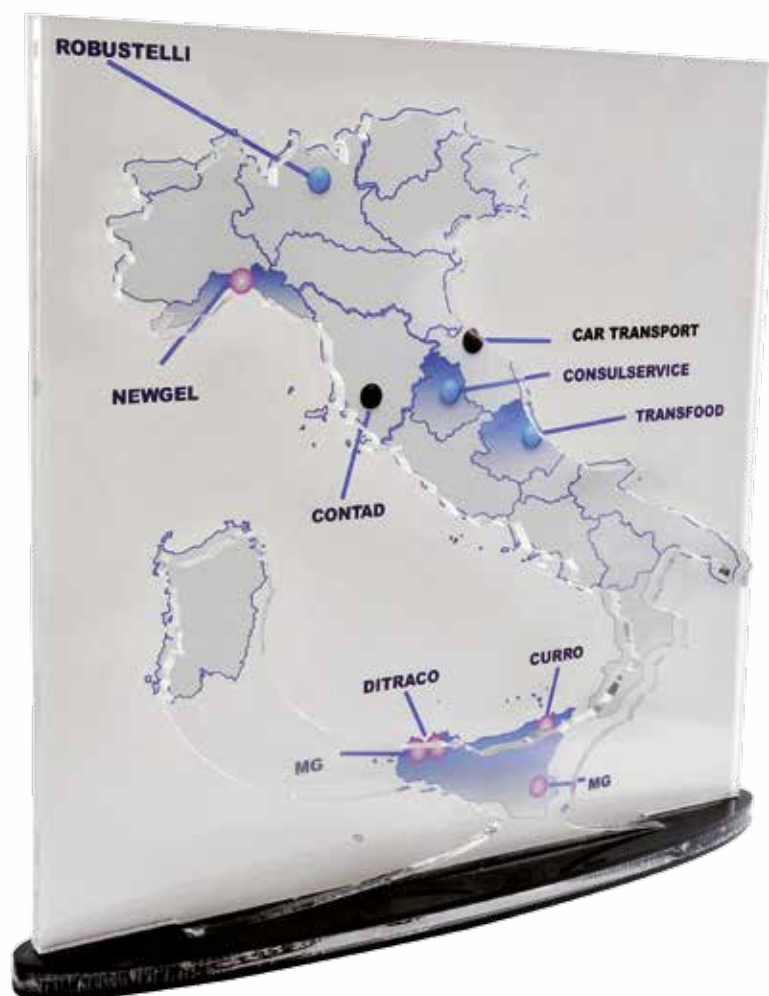 ROBUSTELLI
NEWGEL
CAR TRANSPORT
CONSULSERVICE
TRANSFOOD
CONTAD
CURRO
DITRACO
MG
MG